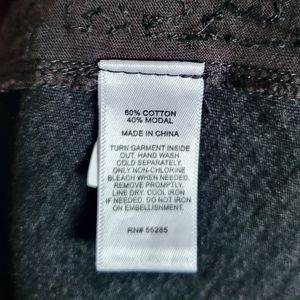 60% COTTON
40% MODAL
MADE IN CHINA
TURN GARMENT INSIDE
OUT. HAND WASH
COLD SEPARATELY.
ONLY NON-CHLORINE
BLEACH WHEN NEEDED.
REMOVE PROMPTLY.
LINE DRY. COOL IRON
IF NEEDED. DO NOT IRON
ON EMBELLISHMENT.
RN# 55285